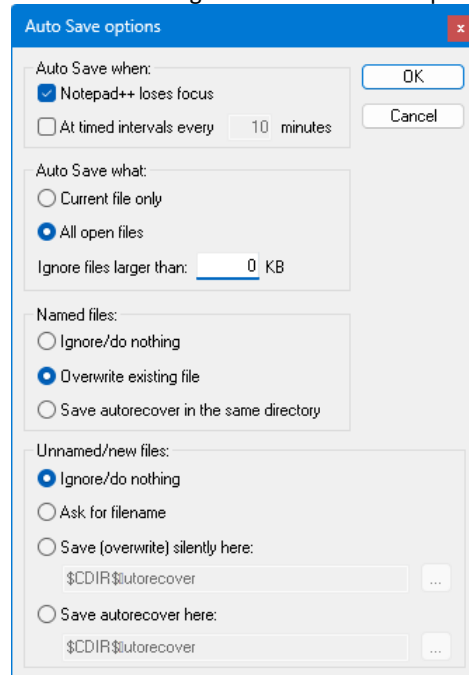 Auto Save options
x
Auto Save when:
OK
Notepad++ loses focus
At timed intervals every 10 minutes
Cancel
Auto Save what:
Current file only
All open files
Ignore files larger than: 0 KB
Named files:
Ignore/do nothing
Overwrite existing file
Save autorecover in the same directory
Unnamed/new files:
Ignore/do nothing
Ask for filename
Save (overwrite) silently here:
$CDIR$▯utorecover ...
Save autorecover here:
$CDIR$▯utorecover ...